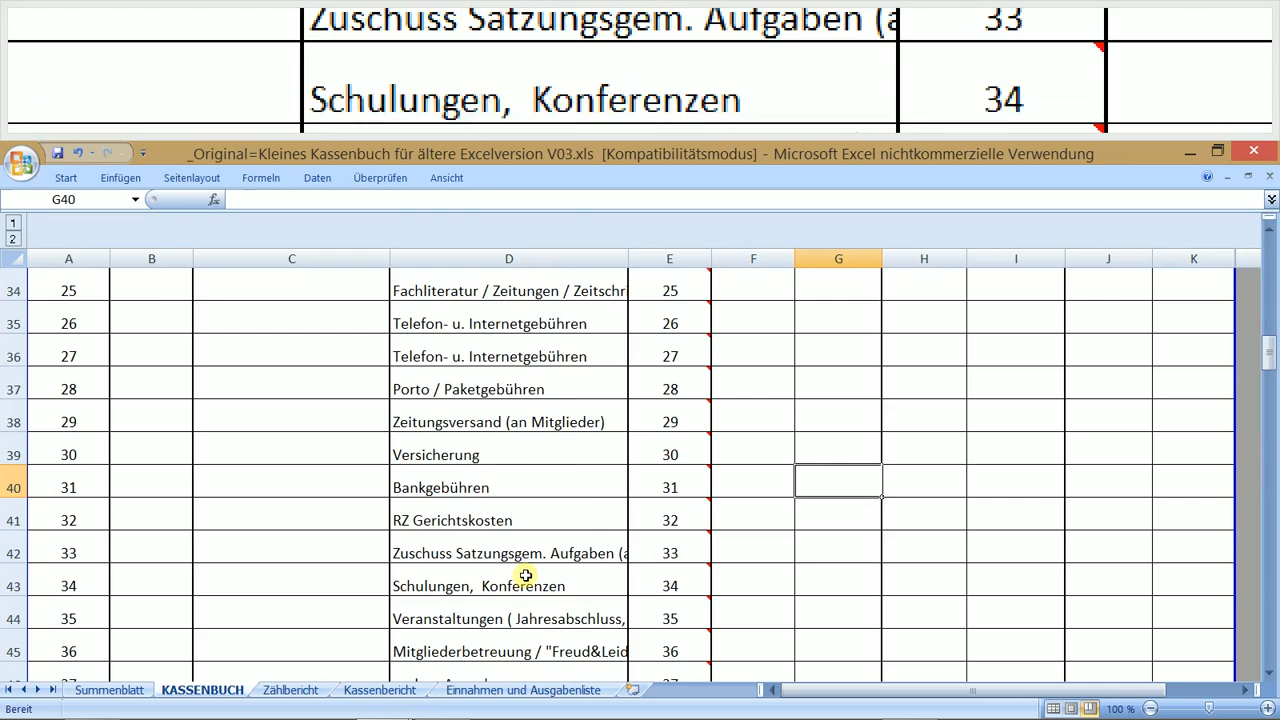 Zuschuss Satzungsgem. Aufgaben (a 33
Schulungen,  Konferenzen 34
_Original=Kleines Kassenbuch für ältere Excelversion V03.xls [Kompatibilitätsmodus] - Microsoft Excel nichtkommerzielle Verwendung
Start Einfügen Seitenlayout Formeln Daten Überprüfen Ansicht
G40 fx
1
2
A B C D E F G H I J K
34 25 Fachliteratur / Zeitungen / Zeitschri 25
35 26 Telefon- u. Internetgebühren 26
36 27 Telefon- u. Internetgebühren 27
37 28 Porto / Paketgebühren 28
38 29 Zeitungsversand (an Mitglieder) 29
39 30 Versicherung 30
40 31 Bankgebühren 31
41 32 RZ Gerichtskosten 32
42 33 Zuschuss Satzungsgem. Aufgaben (a 33
43 34 Schulungen,  Konferenzen 34
44 35 Veranstaltungen ( Jahresabschluss, 35
45 36 Mitgliederbetreuung / "Freud&Leid 36
Summenblatt KASSENBUCH Zählbericht Kassenbericht Einnahmen und Ausgabenliste
Bereit 100 %